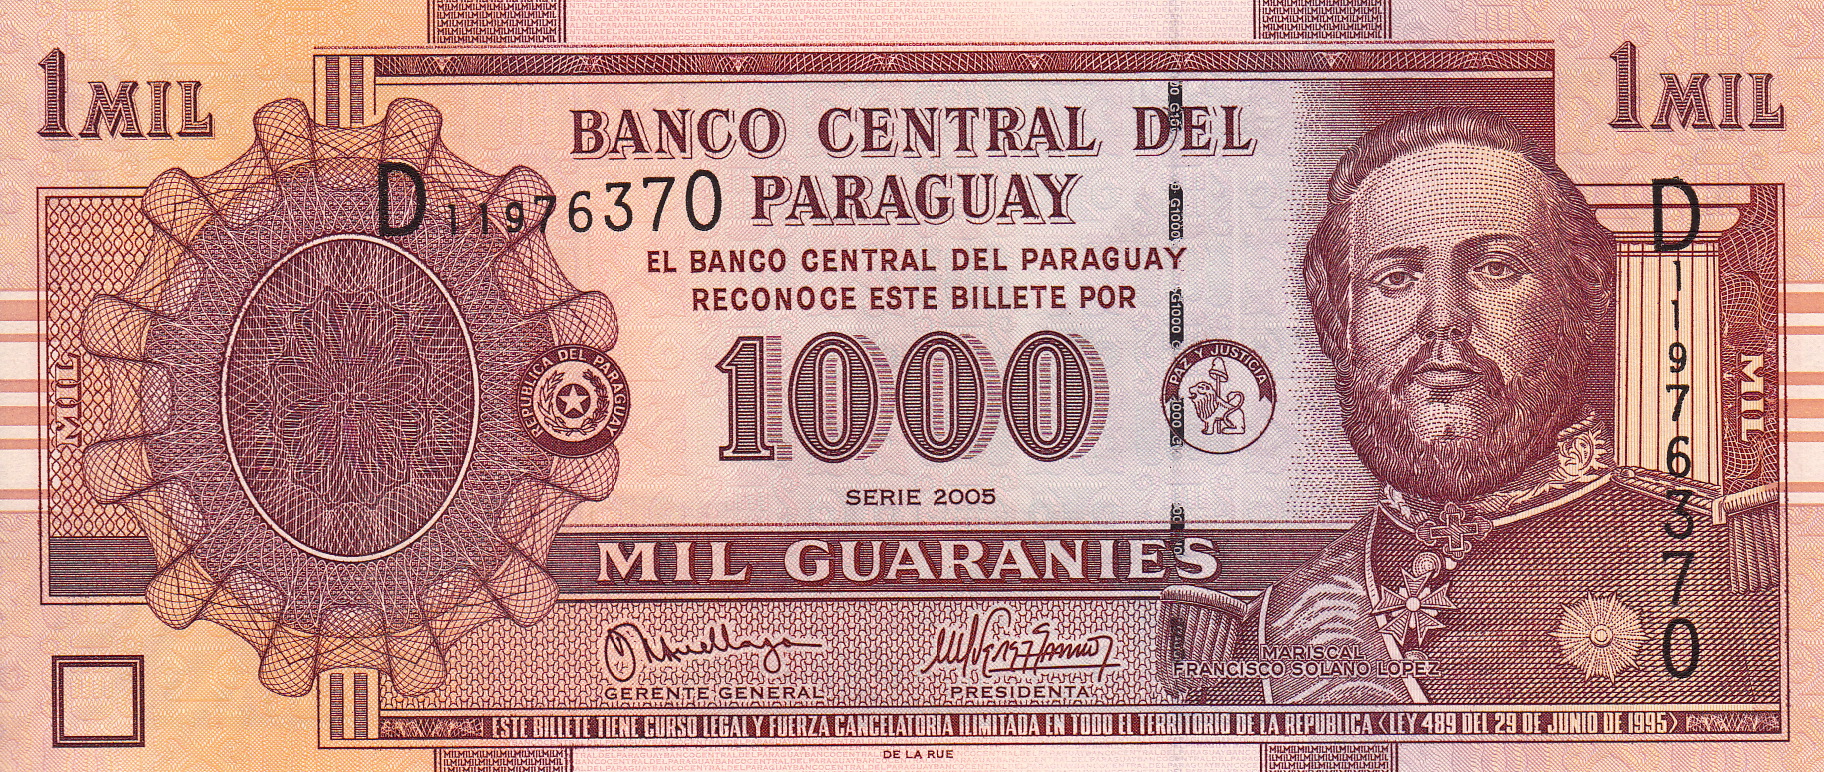 1 MIL
1 MIL
BANCO CENTRAL DEL
PARAGUAY
D11976370
D11976370
EL BANCO CENTRAL DEL PARAGUAY
RECONOCE ESTE BILLETE POR
1000
REPUBLICA DEL PARAGUAY
PAZ Y JUSTICIA
MIL
MIL
SERIE 2005
MIL GUARANIES
GERENTE GENERAL
PRESIDENTA
MARISCAL
FRANCISCO SOLANO LOPEZ
ESTE BILLETE TIENE CURSO LEGAL Y FUERZA CANCELATORIA ILIMITADA EN TODO EL TERRITORIO DE LA REPUBLICA <LEY 489 DEL 29 DE JUNIO DE 1995>
DE LA RUE